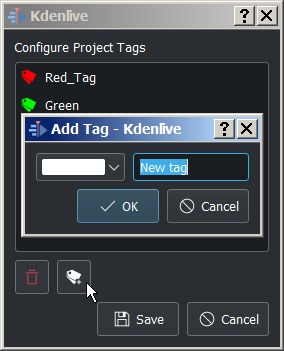 Kdenlive
Configure Project Tags
Red_Tag
Green
Add Tag - Kdenlive
New tag
OK Cancel
Save Cancel